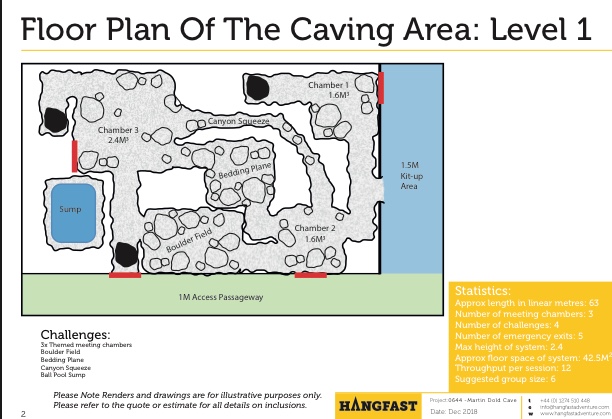 Floor Plan Of The Caving Area: Level 1
Chamber 1
1.6M³
Canyon Squeeze
Chamber 3
2.4M³
Bedding Plane
1.5M
Kit-up
Area
Sump
Chamber 2
1.6M³
Boulder Field
1M Access Passageway
Statistics:
Approx length in linear metres: 63
Number of meeting chambers: 3
Number of challenges: 4
Number of emergency exits: 5
Max height of system: 2.4
Approx floor space of system: 42.5M²
Throughput per session: 12
Suggested group size: 6
Challenges:
3x Themed meeting chambers
Boulder Field
Bedding Plane
Canyon Squeeze
Ball Pool Sump
Please Note Renders and drawings are for illustrative purposes only.
Please refer to the quote or estimate for all details on inclusions.
2
HANGFAST
Project:0644 -Martin Dold Cave
Date: Dec 2018
t +44 (0) 1274 510 448
e info@hangfastadventure.com
w www.hangfastadventure.com